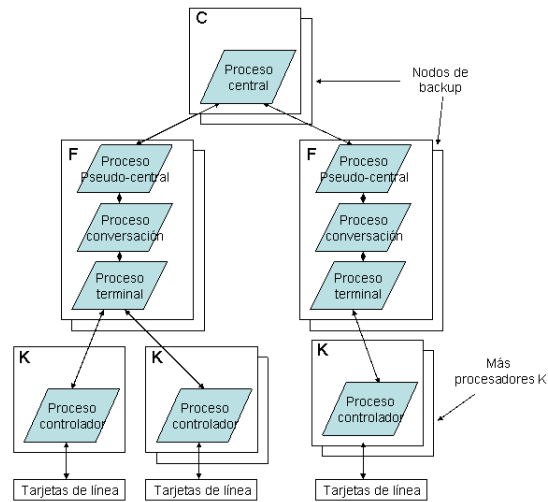 C
Proceso
central
Nodos de
backup
F
Proceso
Pseudo-central
Proceso
conversación
Proceso
terminal
F
Proceso
Pseudo-central
Proceso
conversación
Proceso
terminal
K
Proceso
controlador
K
Proceso
controlador
K
Proceso
controlador
Más
procesadores K
Tarjetas de línea
Tarjetas de línea
Tarjetas de línea